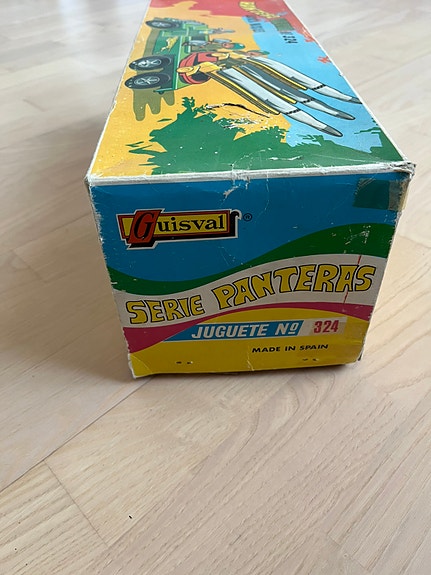 Guisval ®
SERIE PANTERAS
JUGUETE Nº 324
MADE IN SPAIN